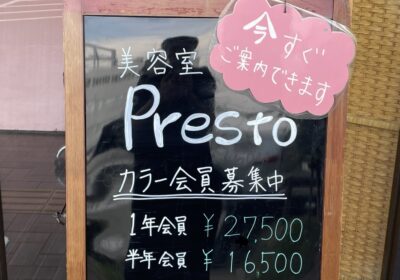 今すぐ
ご案内できます
美容室
Presto
カラー会員募集中
1年会員 ¥27,500
半年会員 ¥16,500